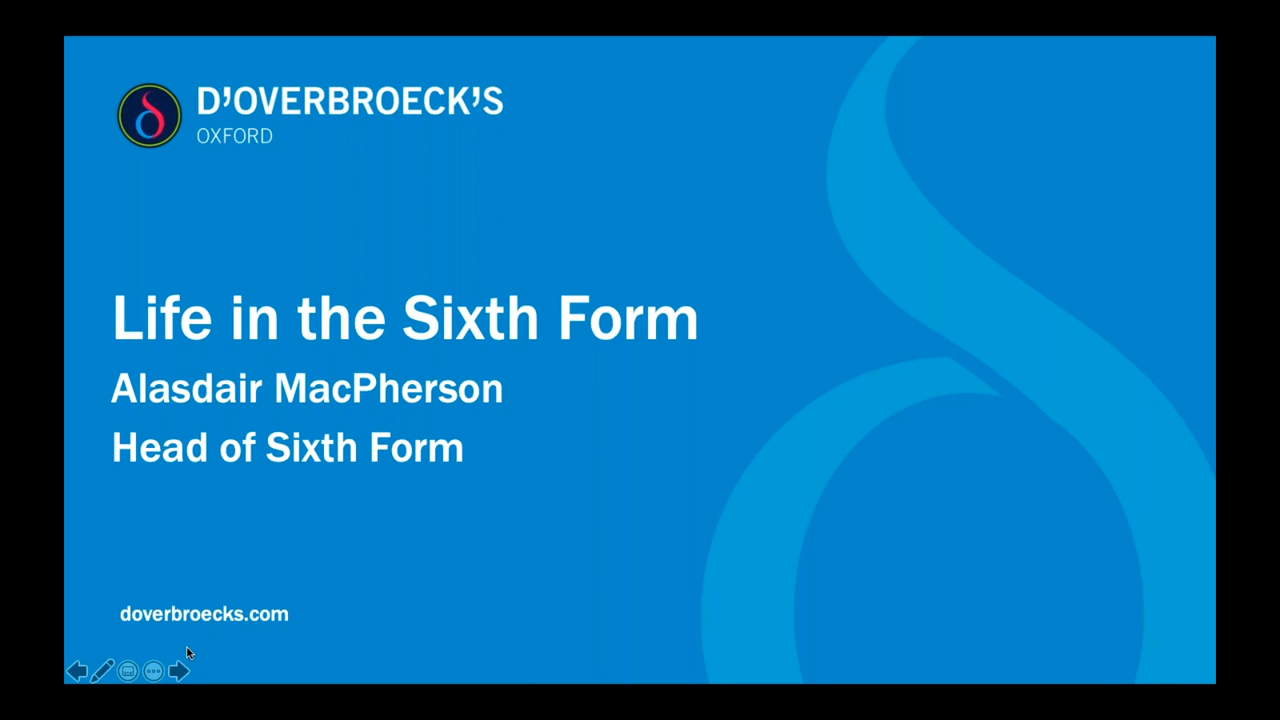 D'OVERBROECK'S
OXFORD
Life in the Sixth Form
Alasdair MacPherson
Head of Sixth Form
doverbroecks.com